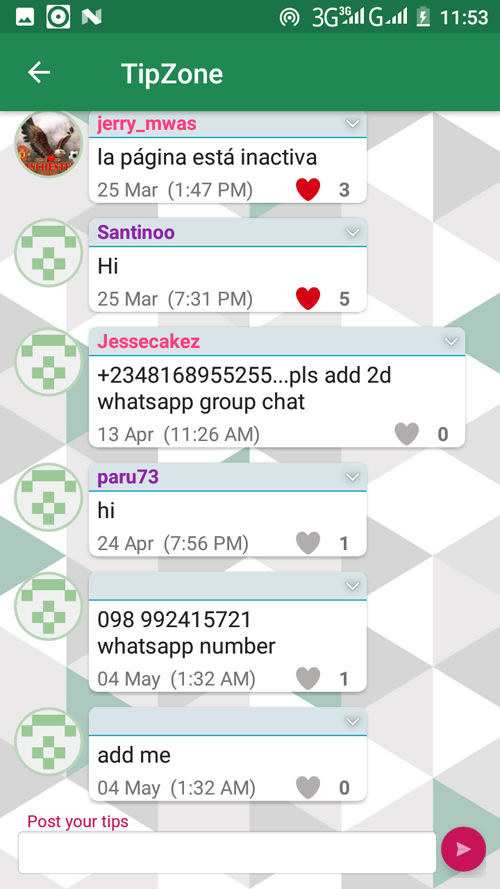 3G 3G G 11:53
TipZone
jerry_mwas
la página está inactiva
25 Mar (1:47 PM) 3
Santinoo
Hi
25 Mar (7:31 PM) 5
Jessecakez
+2348168955255...pls add 2d
whatsapp group chat
13 Apr (11:26 AM) 0
paru73
hi
24 Apr (7:56 PM) 1
098 992415721
whatsapp number
04 May (1:32 AM) 1
add me
04 May (1:32 AM) 0
Post your tips